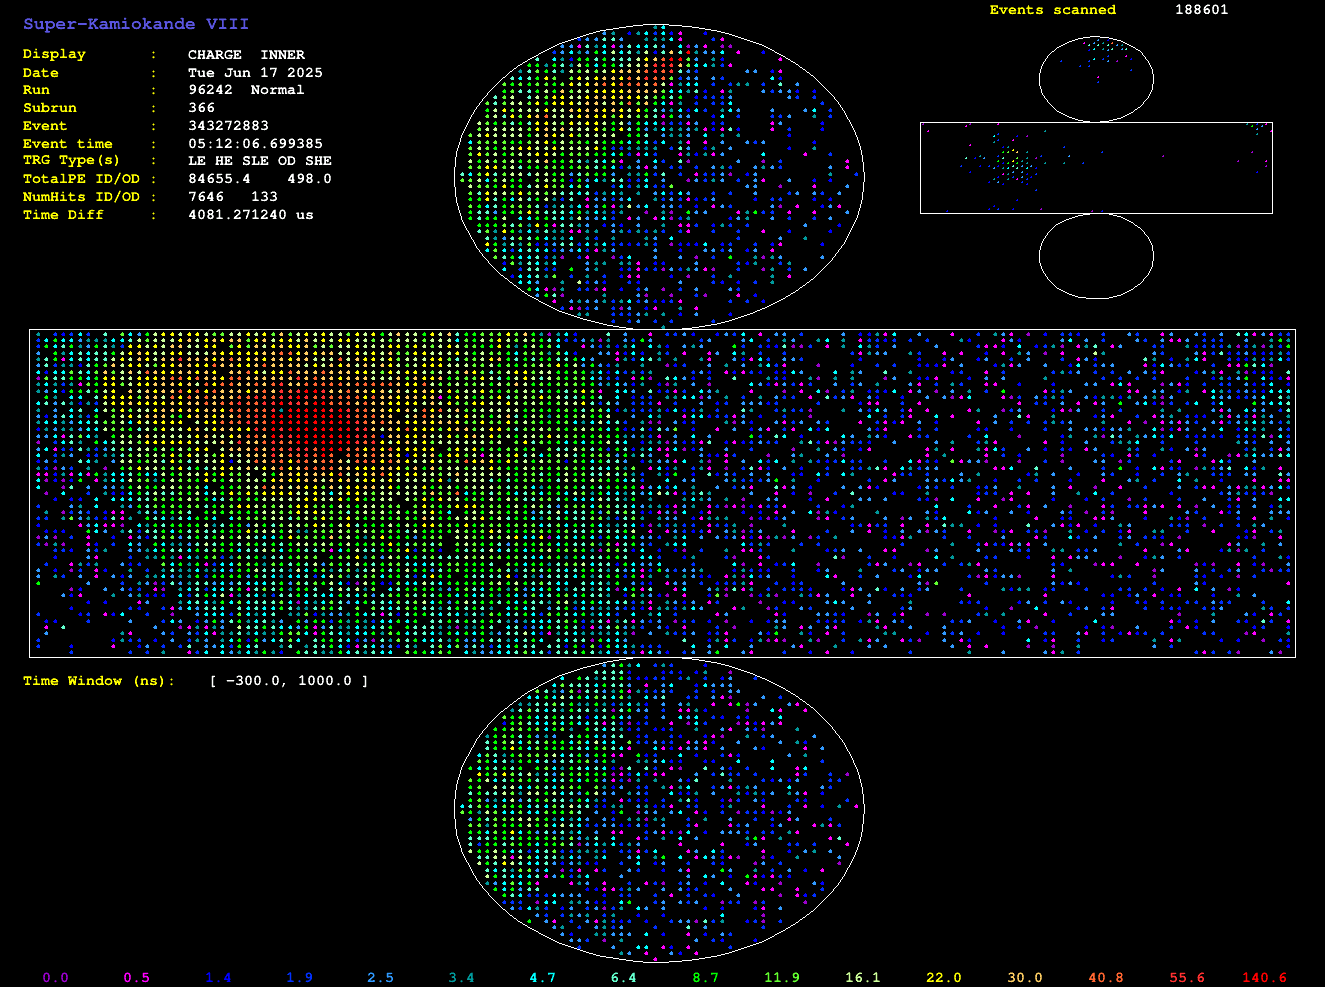 Super-Kamiokande VIII
Events scanned 188601
Display : CHARGE INNER
Date : Tue Jun 17 2025
Run : 96242 Normal
Subrun : 366
Event : 343272883
Event time : 05:12:06.699385
TRG Type(s) : LE HE SLE OD SHE
TotalPE ID/OD : 84655.4 498.0
NumHits ID/OD : 7646 133
Time Diff : 4081.271240 us
Time Window (ns): [ -300.0, 1000.0 ]
0.0 0.5 1.4 1.9 2.5 3.4 4.7 6.4 8.7 11.9 16.1 22.0 30.0 40.8 55.6 140.6